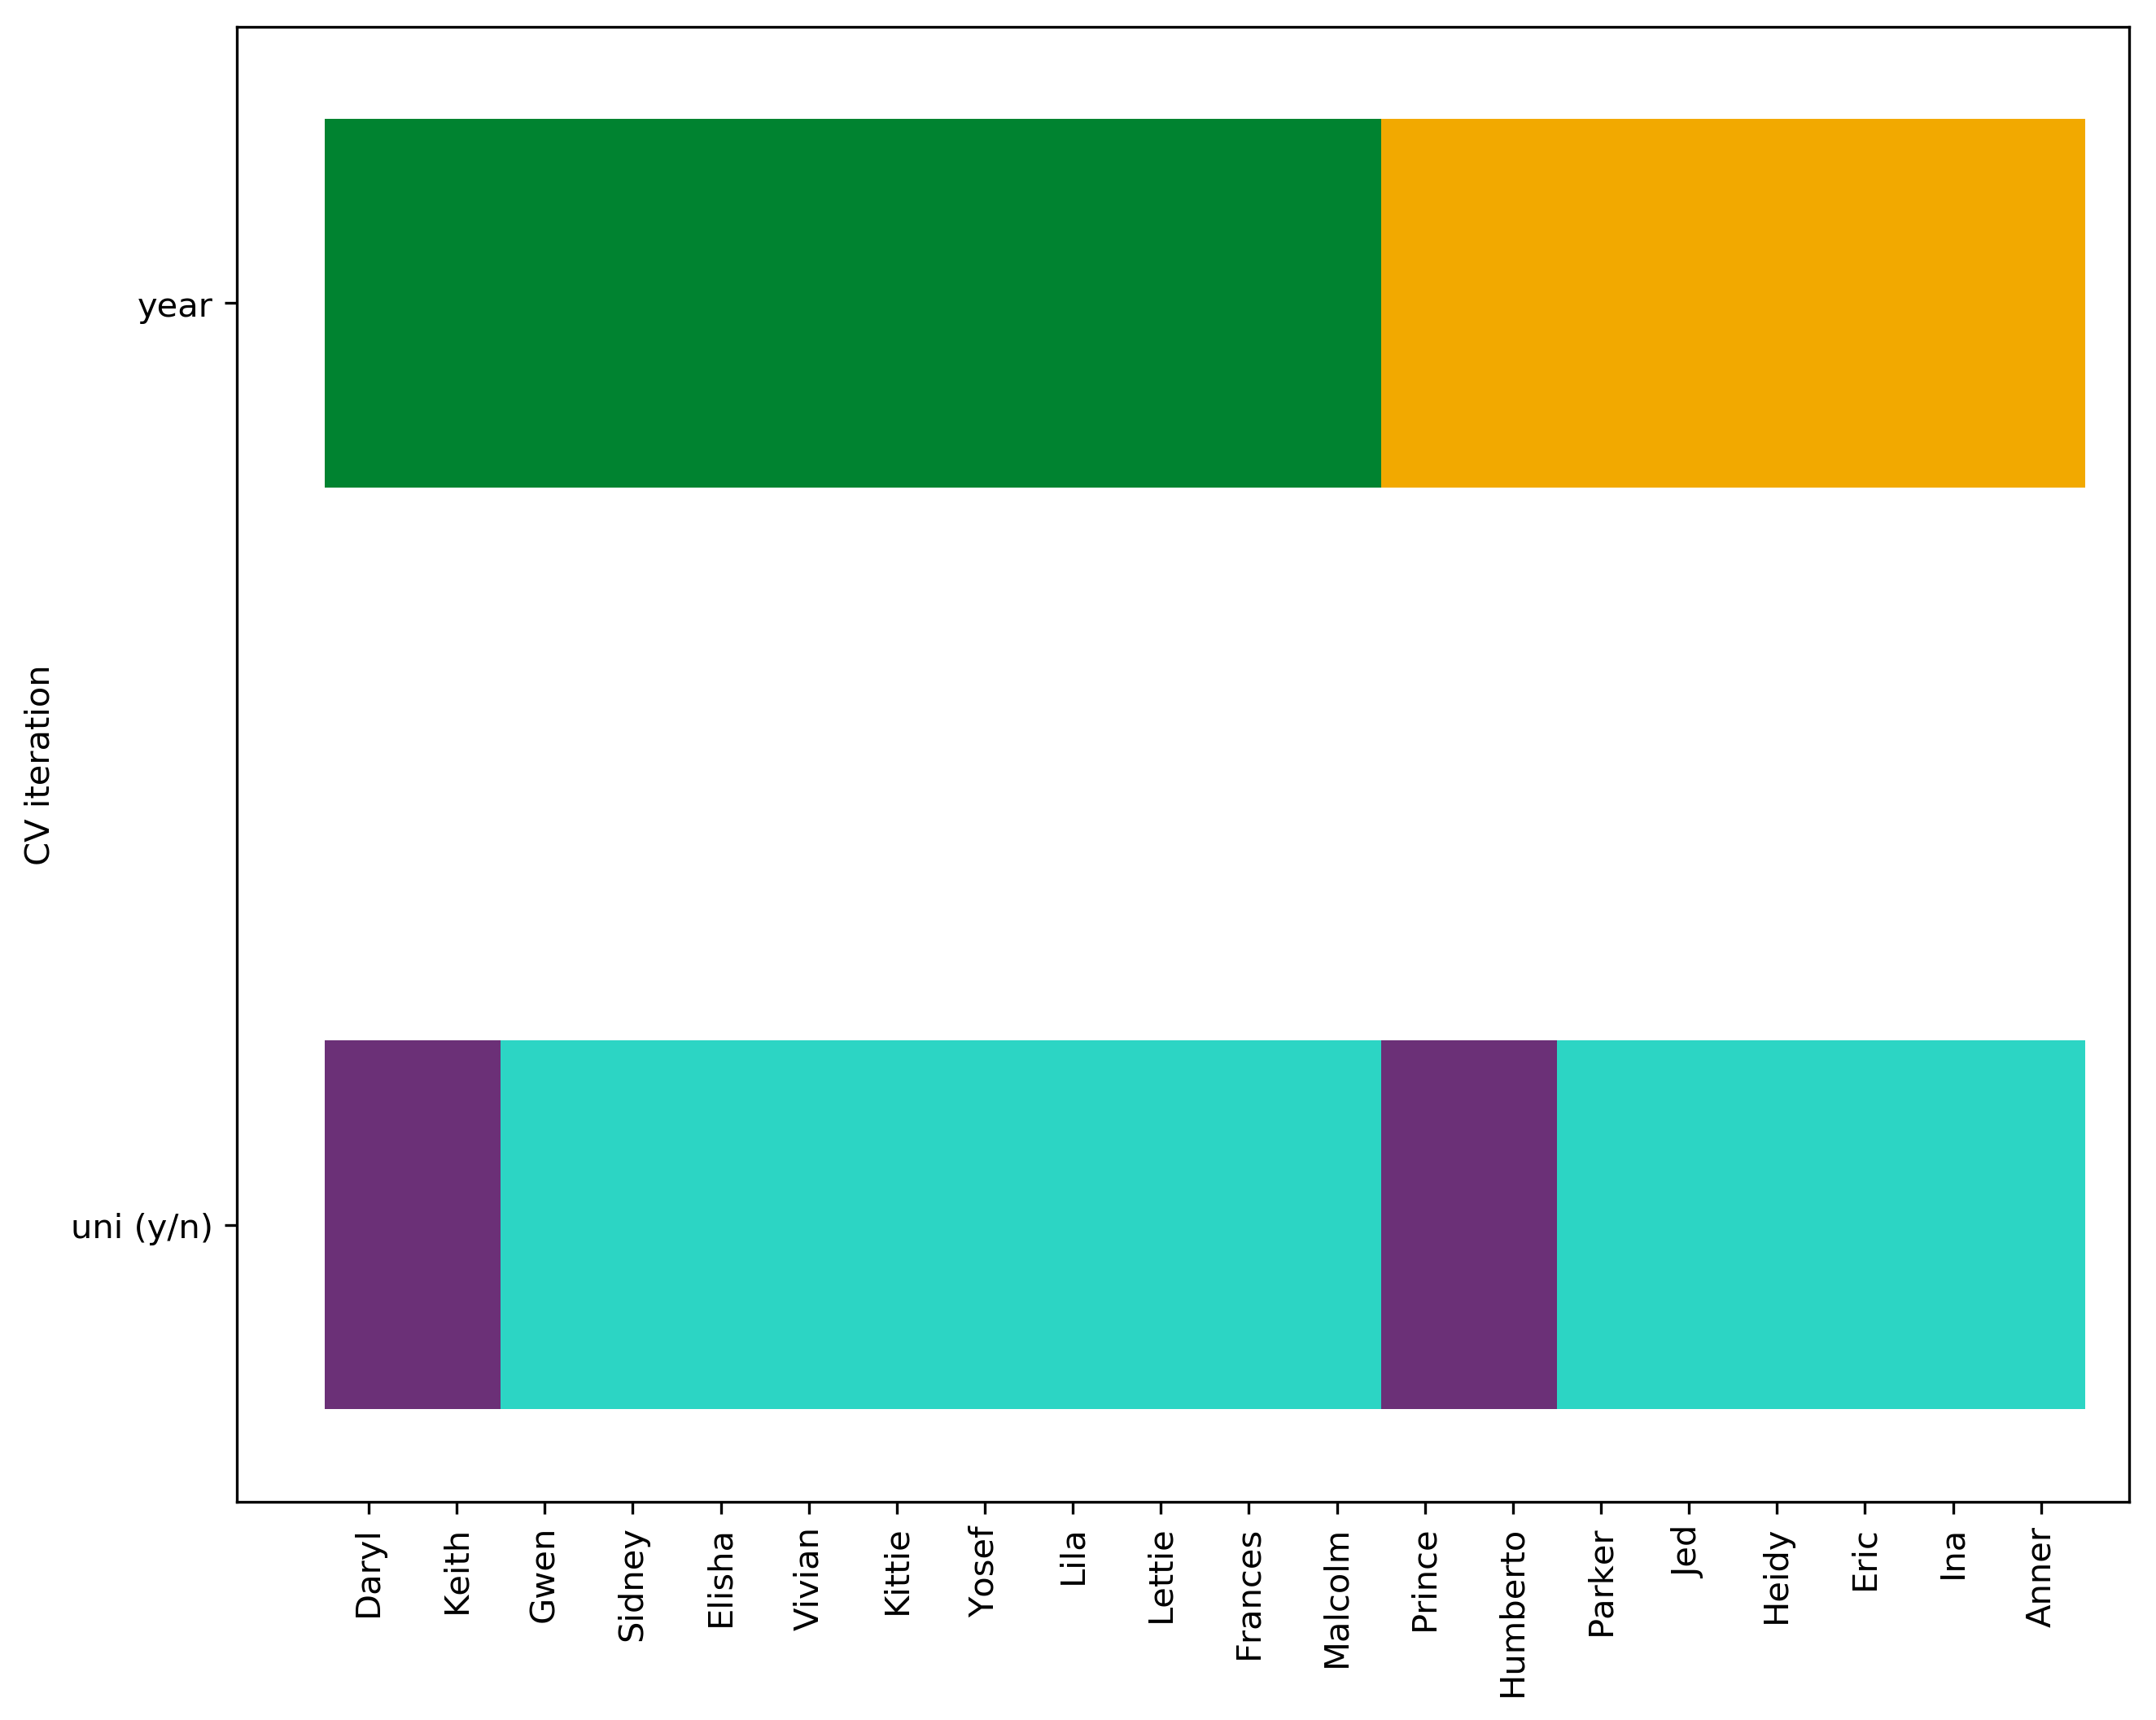 CV iteration
year
uni (y/n)
Daryl
Keith
Gwen
Sidney
Elisha
Vivian
Kittie
Yosef
Lila
Lettie
Frances
Malcolm
Prince
Humberto
Parker
Jed
Heidy
Eric
Ina
Anner